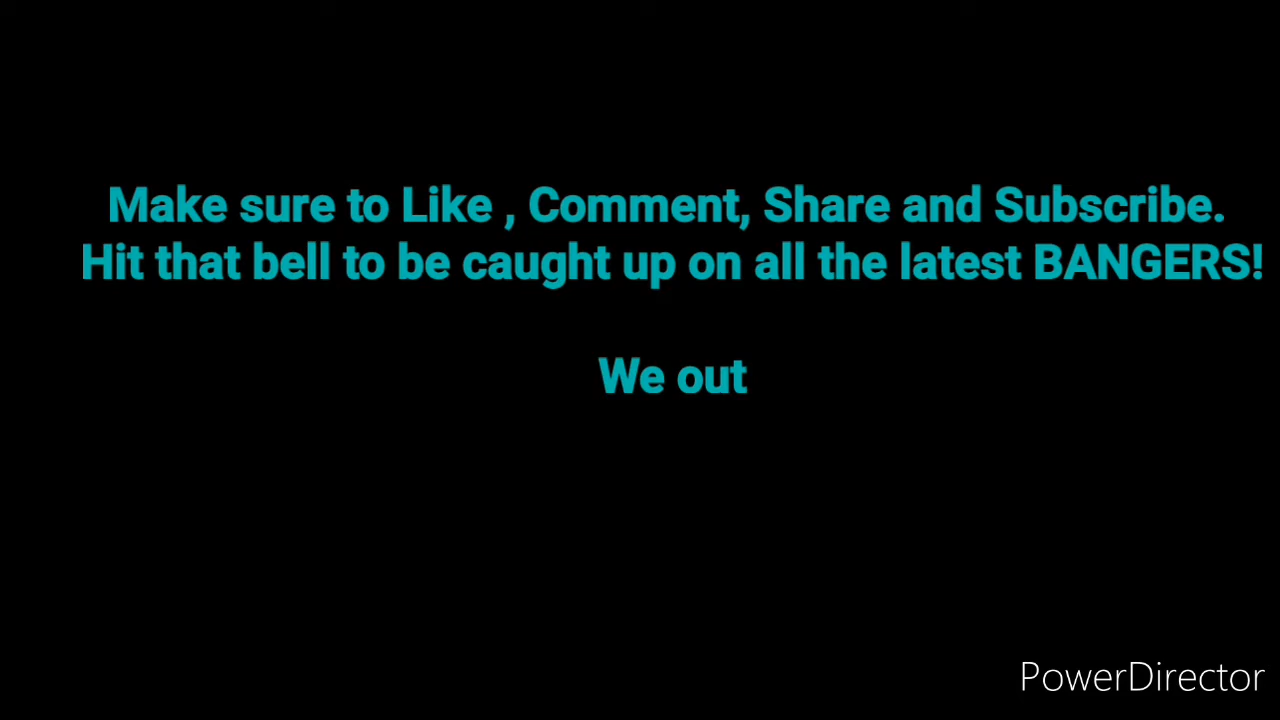 Make sure to Like , Comment, Share and Subscribe.
Hit that bell to be caught up on all the latest BANGERS!
We out
PowerDirector